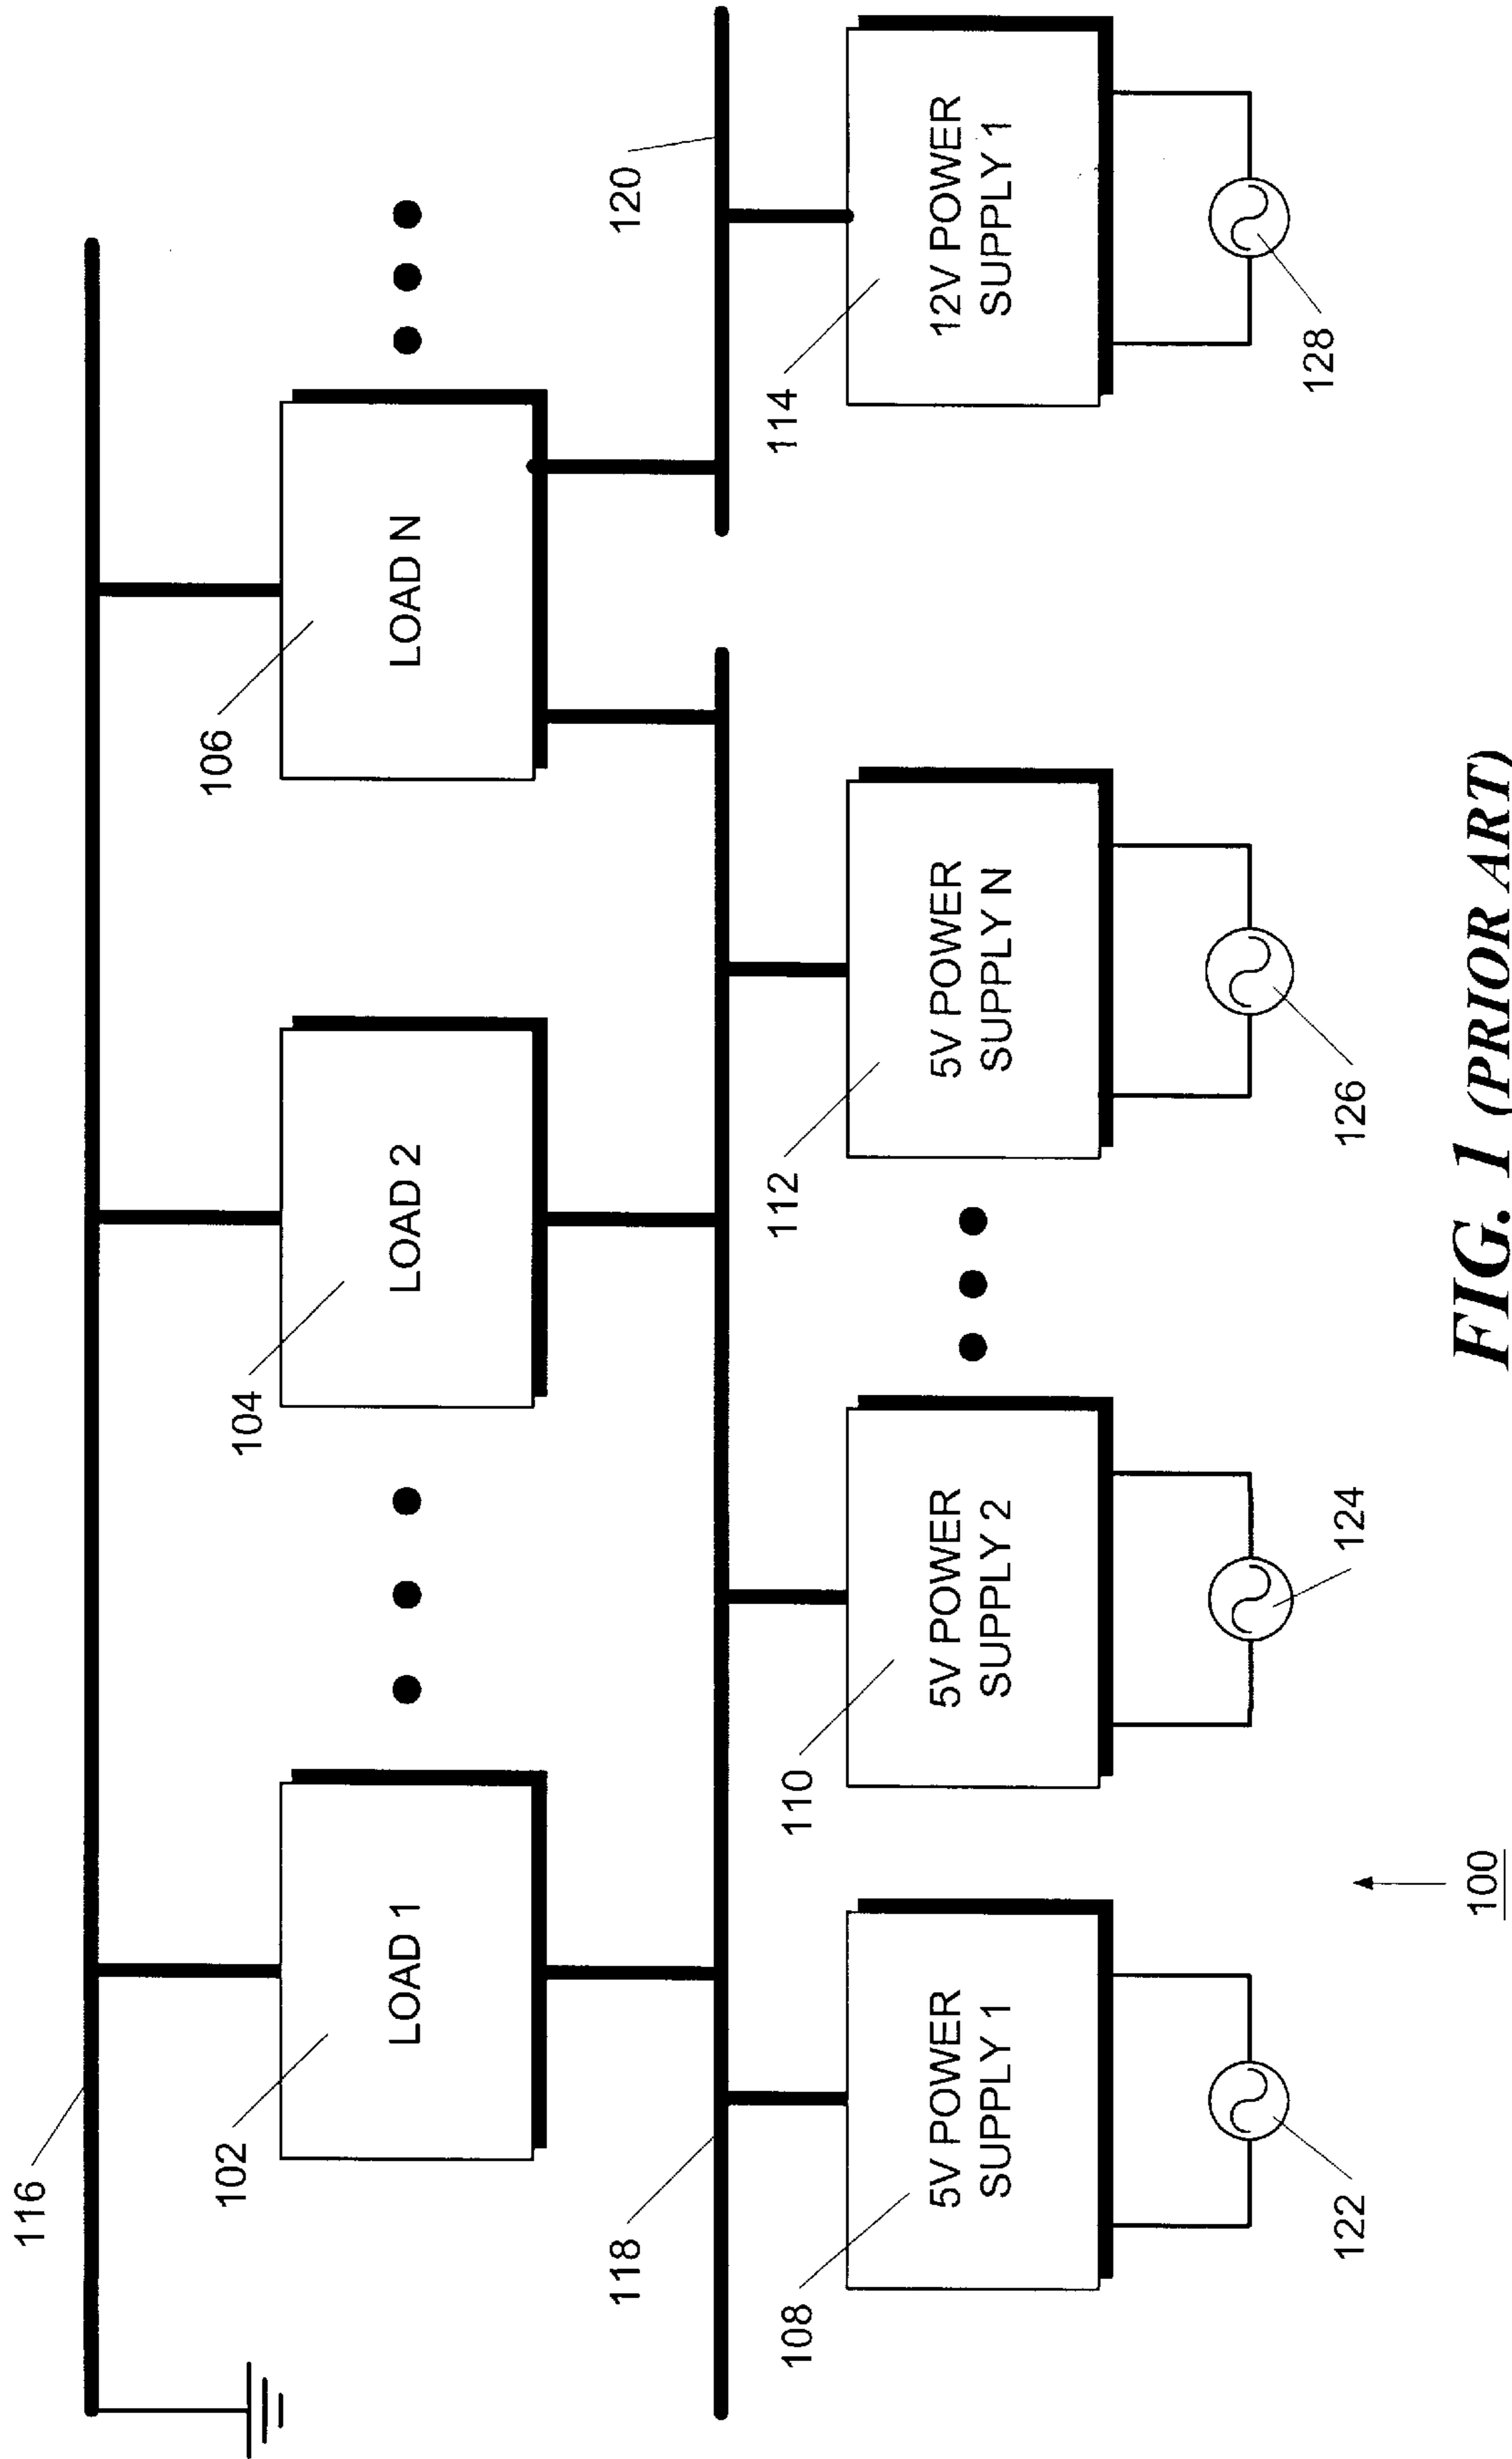 116
102
LOAD 1
104
LOAD 2
106
LOAD N
118
120
108
5V POWER
SUPPLY 1
110
5V POWER
SUPPLY 2
112
5V POWER
SUPPLY N
114
12V POWER
SUPPLY 1
122
124
126
128
100
FIG. 1 (PRIOR ART)